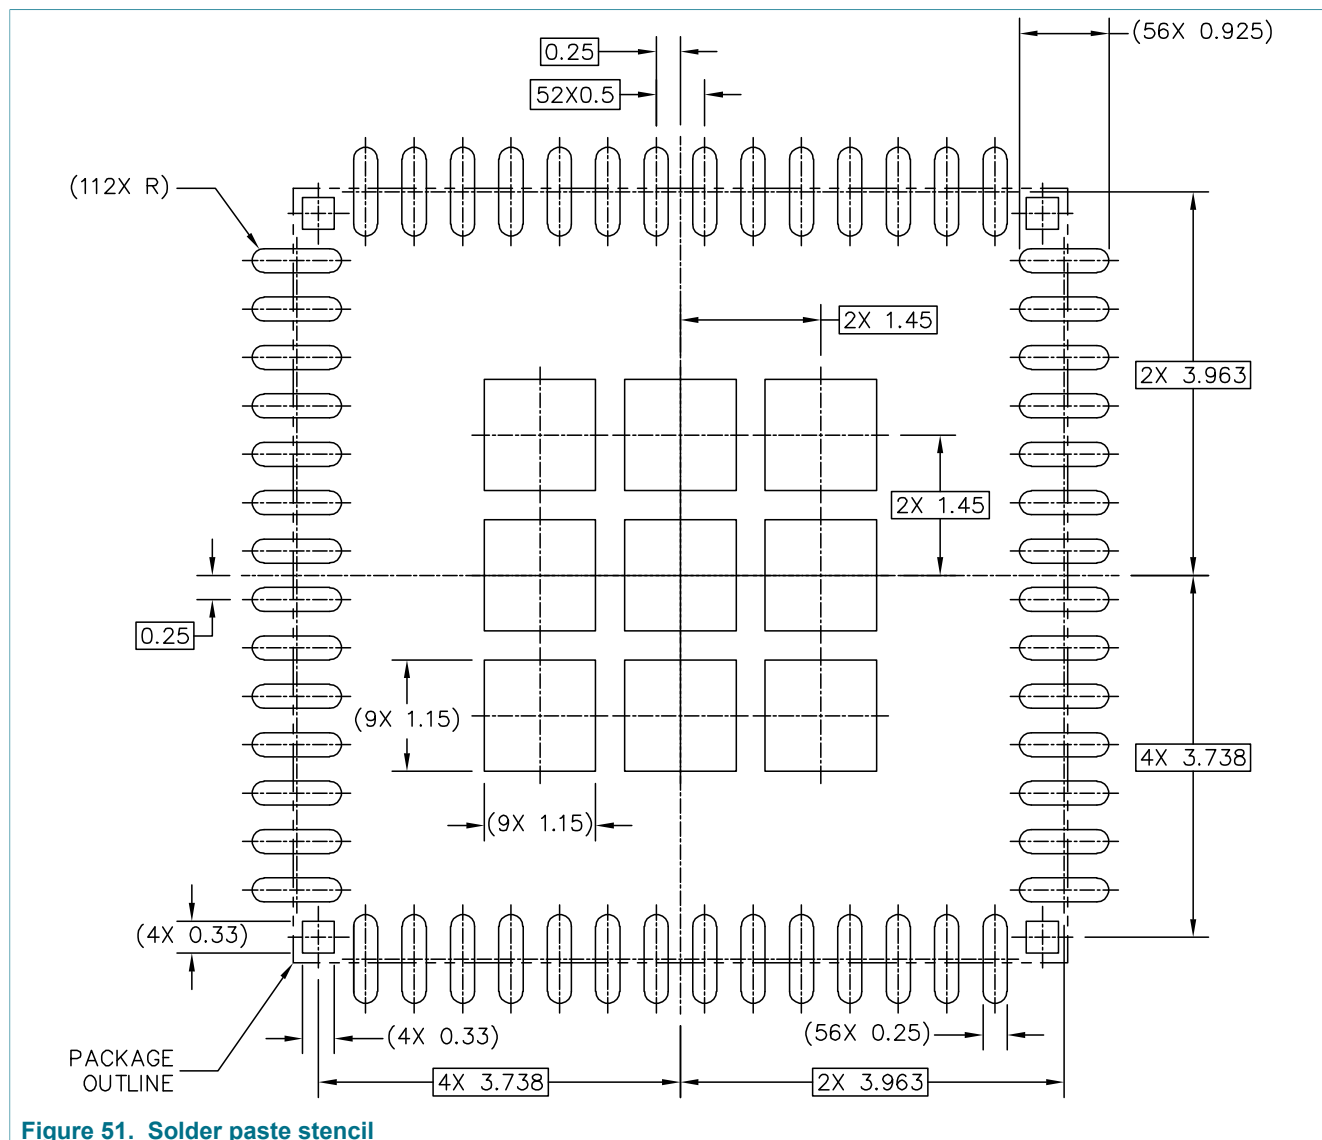 (56X 0.925)
0.25
52X0.5
(112X R)
2X 1.45
2X 3.963
2X 1.45
0.25
(9X 1.15)
4X 3.738
(9X 1.15)
(4X 0.33)
(4X 0.33)
(56X 0.25)
PACKAGE
OUTLINE
4X 3.738
2X 3.963
Figure 51. Solder paste stencil